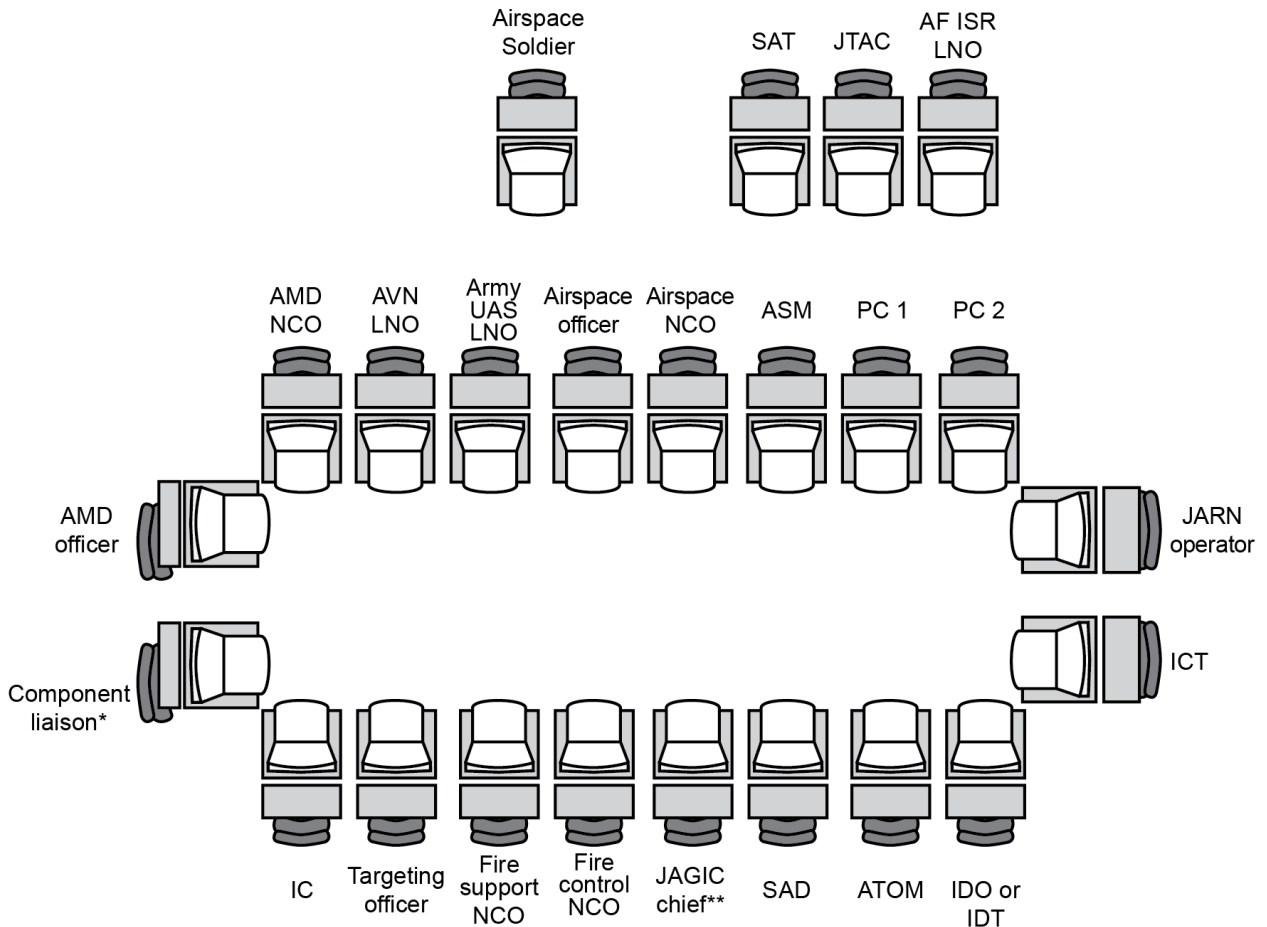 Airspace
Soldier
SAT
JTAC
AF ISR
LNO
AMD
NCO
AVN
LNO
Army
UAS
LNO
Airspace
officer
Airspace
NCO
ASM
PC 1
PC 2
AMD
officer
JARN
operator
Component
liaison*
ICT
IC
Targeting
officer
Fire
support
NCO
Fire
control
NCO
JAGIC
chief**
SAD
ATOM
IDO or
IDT